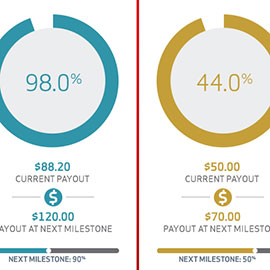 98.0%
$88.20
CURRENT PAYOUT
$
$120.00
PAYOUT AT NEXT MILESTONE
NEXT MILESTONE: 90%
44.0%
$50.00
CURRENT PAYOUT
$
$70.00
PAYOUT AT NEXT MILESTONE
NEXT MILESTONE: 50%